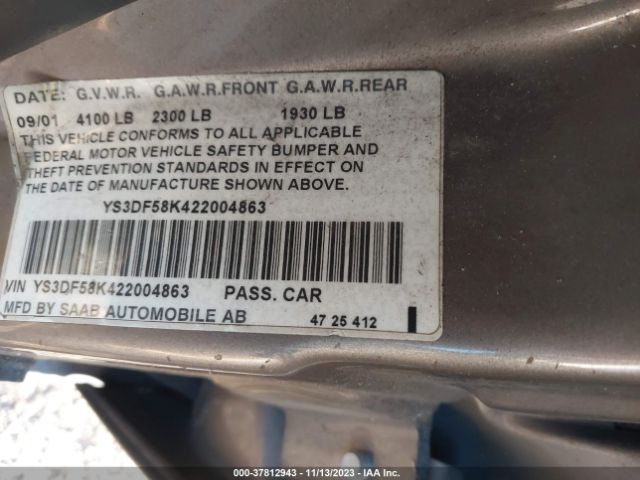 DATE: G.V.W.R. G.A.W.R.FRONT G.A.W.R.REAR
09/01 4100 LB 2300 LB 1930 LB
THIS VEHICLE CONFORMS TO ALL APPLICABLE
FEDERAL MOTOR VEHICLE SAFETY BUMPER AND
THEFT PREVENTION STANDARDS IN EFFECT ON
THE DATE OF MANUFACTURE SHOWN ABOVE.
YS3DF58K422004863
VIN YS3DF58K422004863 PASS. CAR
MFD BY SAAB AUTOMOBILE AB 47 25 412
000-37812943 - 11/13/2023 - IAA Inc.